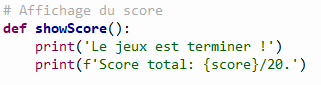 # Affichage du score
def showScore():
    print('Le jeux est terminer !')
    print(f'Score total: {score}/20.')